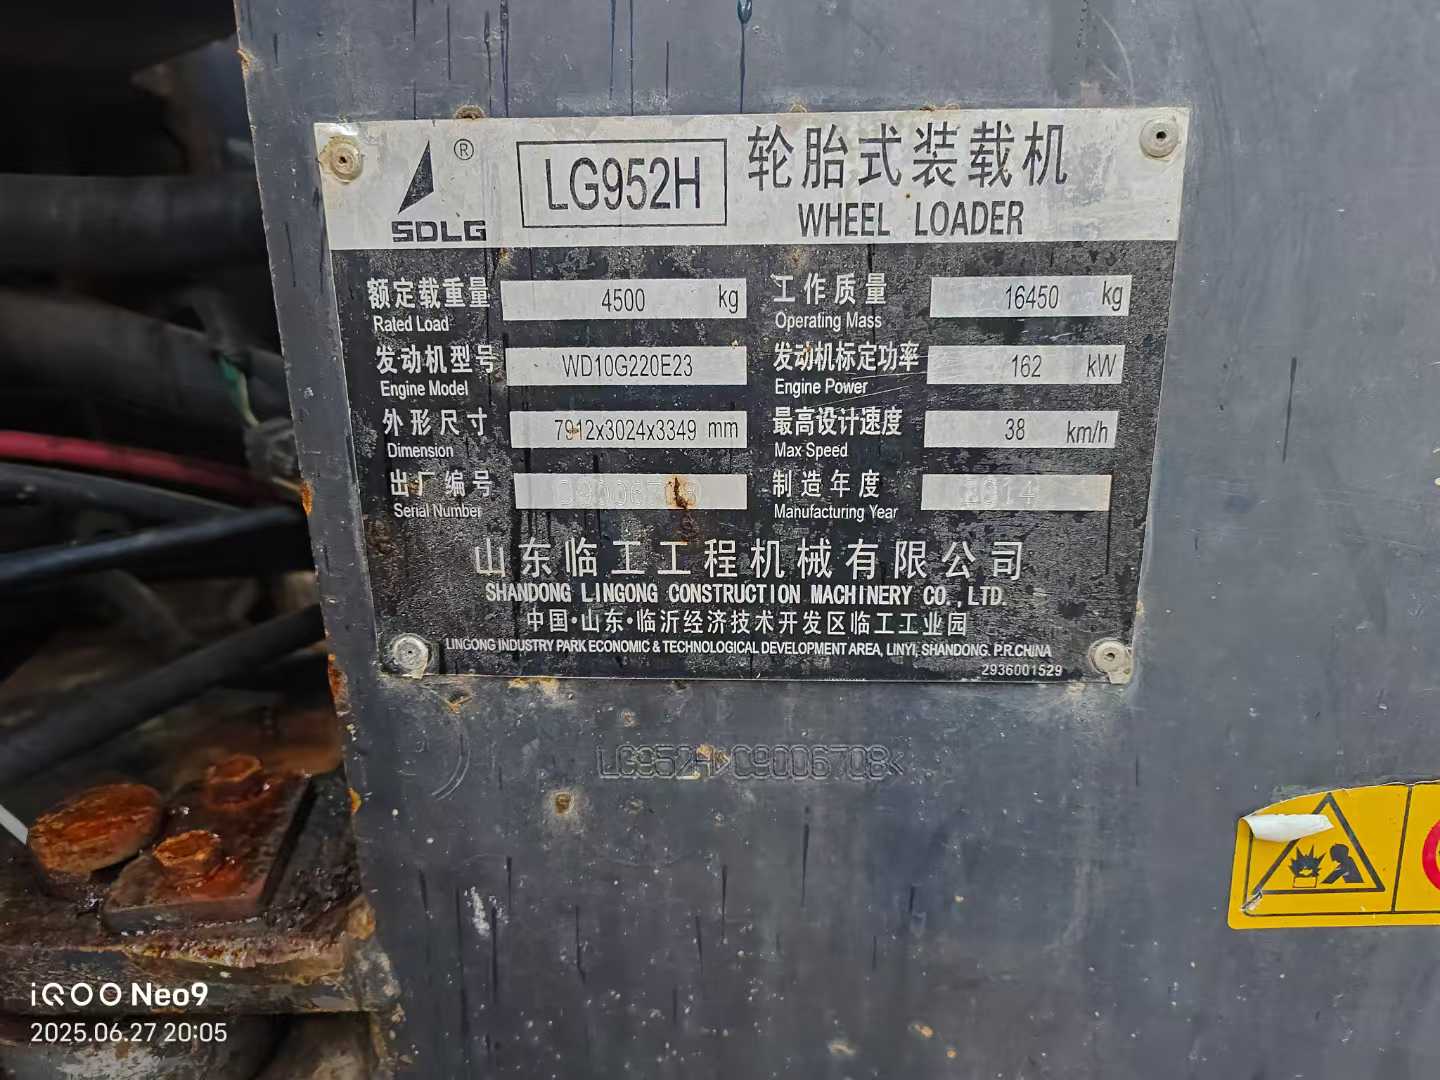 SDLG ® LG952H 轮胎式装载机
WHEEL LOADER
额定载重量 4500 kg 工作质量 16450 kg
Rated Load Operating Mass
发动机型号 WD10G220E23 发动机标定功率 162 kW
Engine Model Engine Power
外形尺寸 7912x3024x3349 mm 最高设计速度 38 km/h
Dimension Max Speed
出厂编号 C9006708 制造年度 2014
Serial Number Manufacturing Year
山东临工工程机械有限公司
SHANDONG LINGONG CONSTRUCTION MACHINERY CO.,LTD.
中国·山东·临沂经济技术开发区临工工业园
LINGONG INDUSTRY PARK ECONOMIC & TECHNOLOGICAL DEVELOPMENT AREA, LINYI, SHANDONG. P.R.CHINA
2936001529
LG952H>C9006708<
iQOO Neo9
2025.06.27 20:05